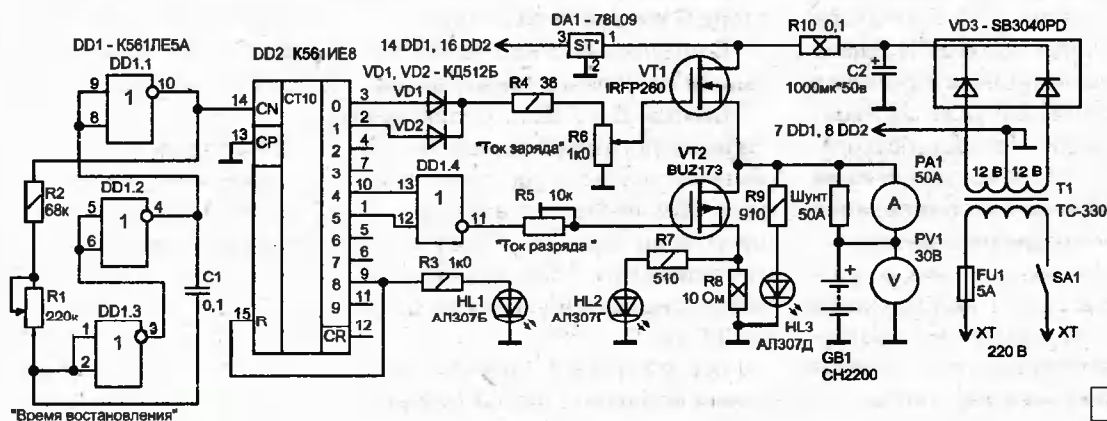 DA1 - 78L09
R10 0,1
VD3 - SB3040PD
DD1 - К561ЛЕ5А
DD1.1
DD2 К561ИЕ8
14 DD1, 16 DD2
3
ST
1
2
VD1, VD2 - КД512Б
VT1
IRFP260
C2
1000мк*50в
+
9
8
1
10
14
CN
13
CP
CT10
0
3
1
2
2
4
3
7
4
10
5
1
6
5
7
6
8
9
9
11
CR
12
15
R
VD1
VD2
R4 36
R6
1к0
"Ток заряда"
7 DD1, 8 DD2
12 В
12 В
T1
ТС-330
DD1.2
5
6
1
4
R2
68к
C1
0,1
R1
220к
DD1.3
1
2
1
3
"Время востановления"
DD1.4
13
12
1
11
R5 10к
"Ток разряда"
VT2
BUZ173
R9
910
Шунт
50А
PA1
50А
A
PV1
30В
V
R3 1к0
HL1
АЛ307Б
R7
510
HL2
АЛ307Г
R8
10 Ом
HL3
АЛ307Д
+
GB1
СН2200
FU1
5А
SA1
ХТ
ХТ
220 В